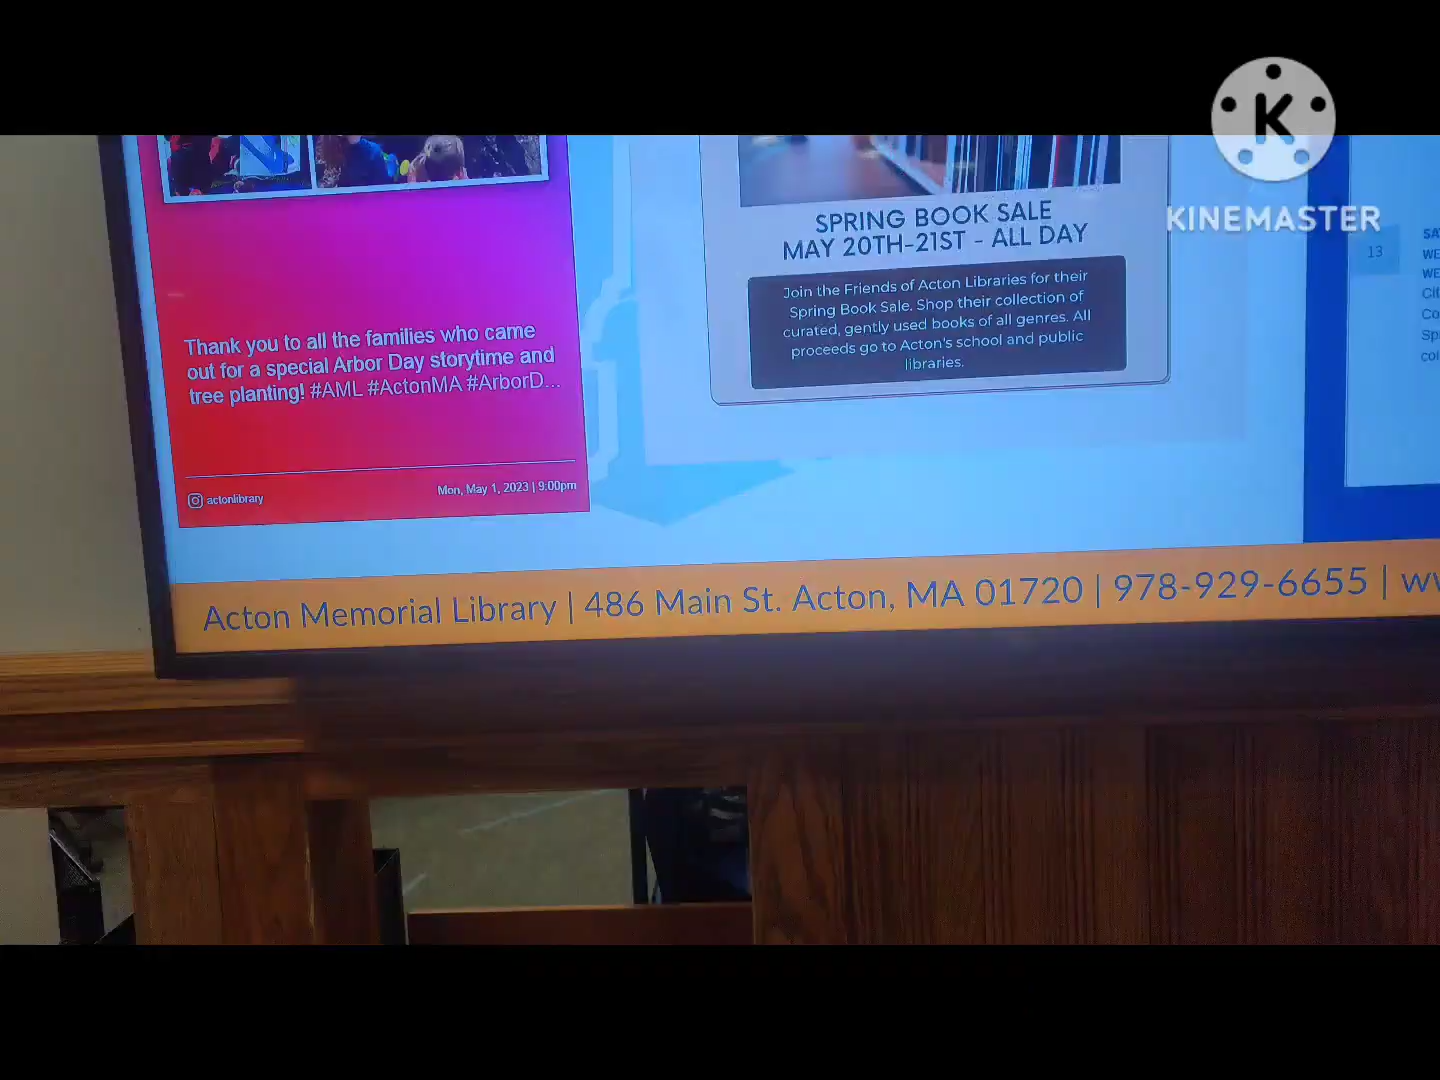 K
KINEMASTER
SPRING BOOK SALE
MAY 20TH-21ST - ALL DAY
Join the Friends of Acton Libraries for their
Spring Book Sale. Shop their collection of
curated, gently used books of all genres. All
proceeds go to Acton's school and public
libraries.
Thank you to all the families who came
out for a special Arbor Day storytime and
tree planting! #AML #ActonMA #ArborD...
actonlibrary
Mon, May 1, 2023 | 9:00pm
13
Acton Memorial Library | 486 Main St. Acton, MA 01720 | 978-929-6655 |